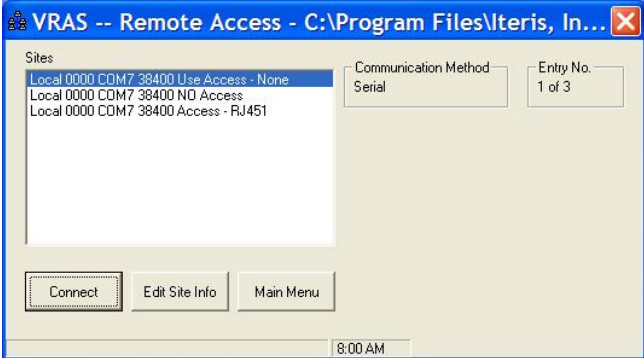 VRAS -- Remote Access - C:\Program Files\Iteris, In...
Sites
Local 0000 COM7 38400 Use Access - None
Local 0000 COM7 38400 NO Access
Local 0000 COM7 38400 Access - RJ451
Communication Method
Serial
Entry No.
1 of 3
Connect
Edit Site Info
Main Menu
8:00 AM